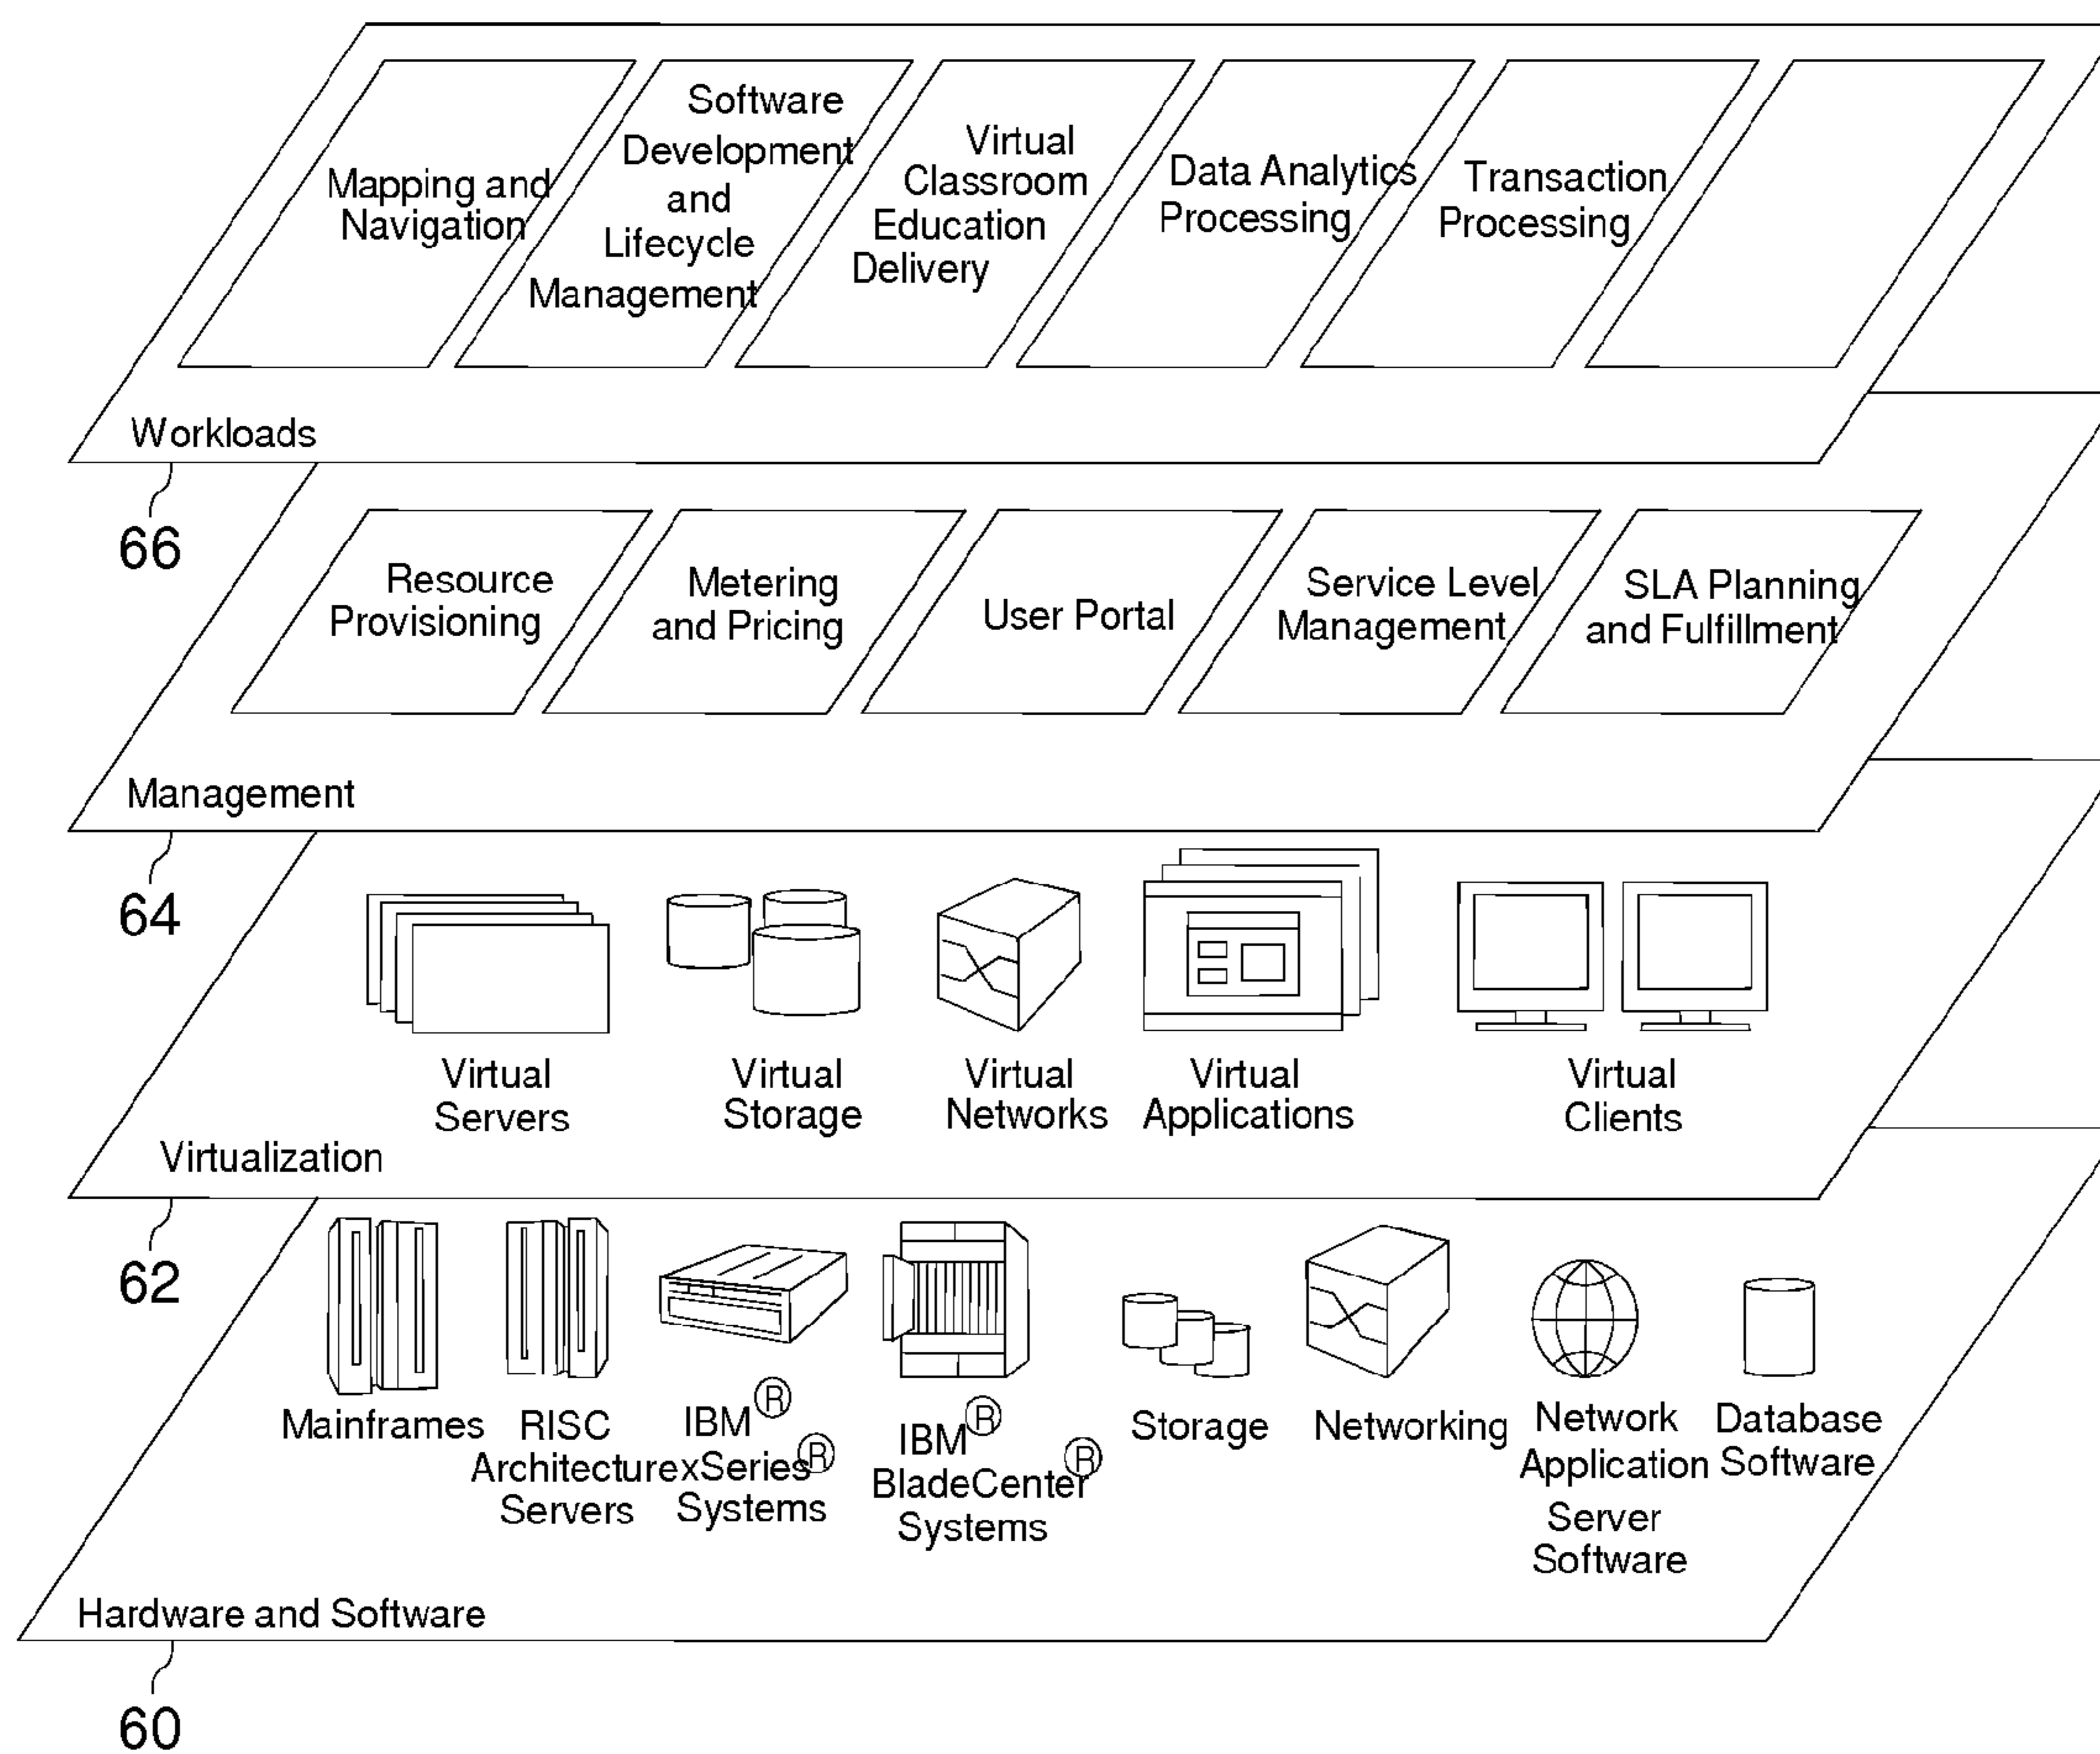 Mapping and
Navigation
Software
Development
and
Lifecycle
Management
Virtual
Classroom
Education
Delivery
Data Analytics
Processing
Transaction
Processing
Workloads
66
Resource
Provisioning
Metering
and Pricing
User Portal
Service Level
Management
SLA Planning
and Fulfillment
Management
64
Virtual
Servers
Virtual
Storage
Virtual
Networks
Virtual
Applications
Virtual
Clients
Virtualization
62
Mainframes
RISC
Architecture
Servers
IBM®
xSeries®
Systems
IBM®
BladeCenter®
Systems
Storage
Networking
Network
Application
Server
Software
Database
Software
Hardware and Software
60